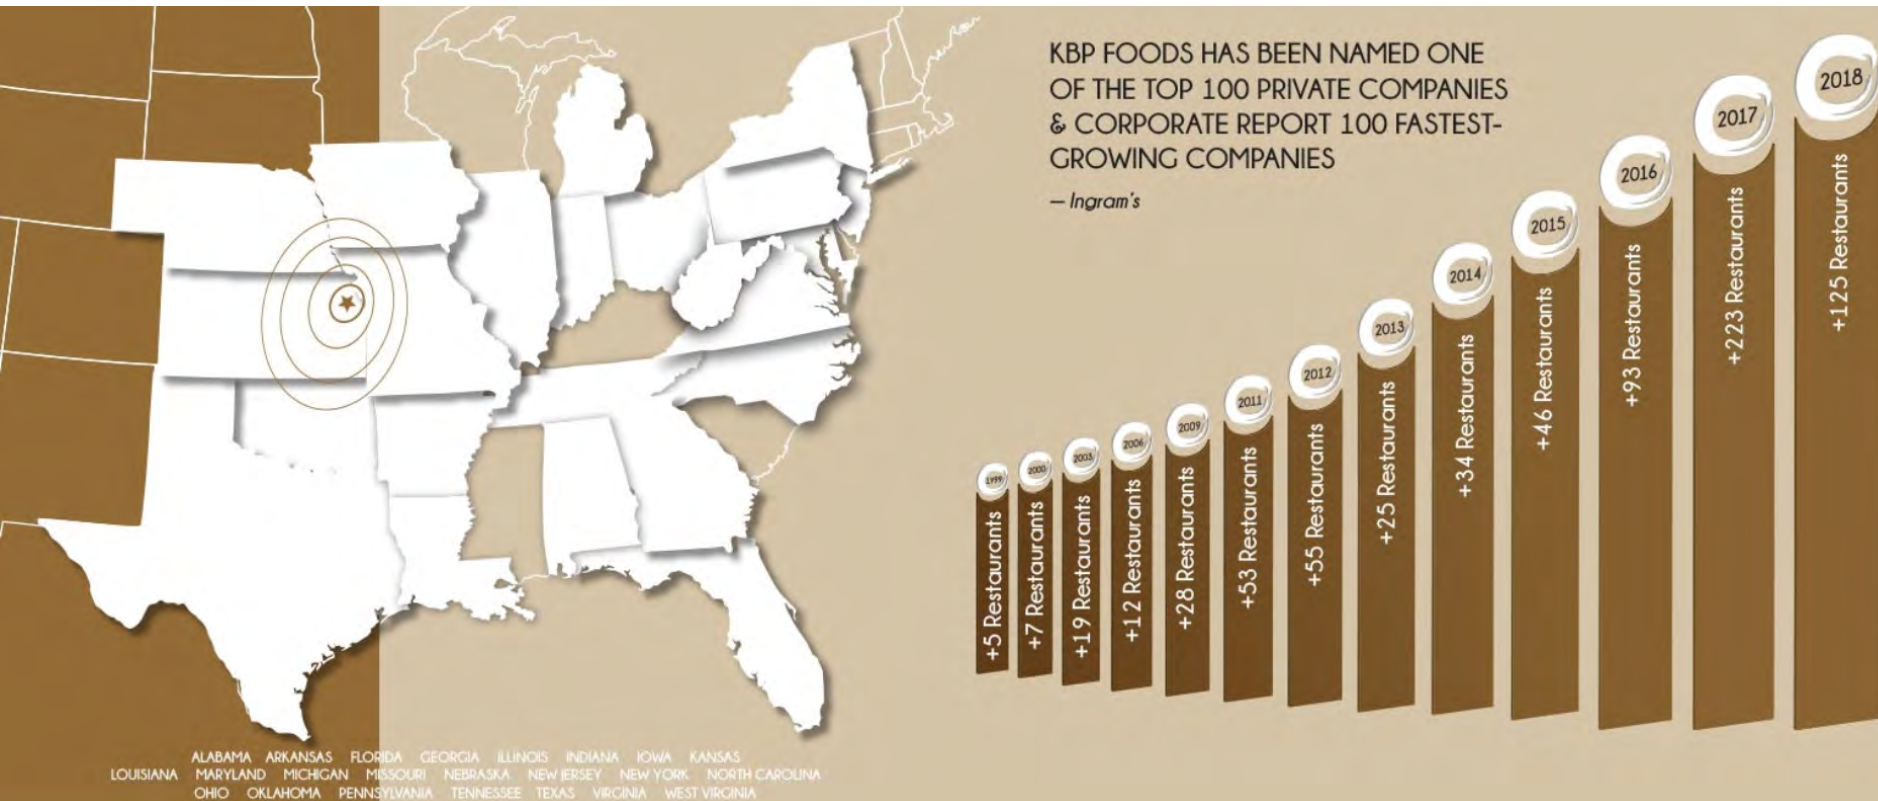 KBP FOODS HAS BEEN NAMED ONE
OF THE TOP 100 PRIVATE COMPANIES
& CORPORATE REPORT 100 FASTEST-
GROWING COMPANIES
– Ingram's
1999
+5 Restaurants
2000
+7 Restaurants
2003
+19 Restaurants
2006
+12 Restaurants
2009
+28 Restaurants
2011
+53 Restaurants
2012
+55 Restaurants
2013
+25 Restaurants
2014
+34 Restaurants
2015
+46 Restaurants
2016
+93 Restaurants
2017
+223 Restaurants
2018
+125 Restaurants
ALABAMA ARKANSAS FLORIDA GEORGIA ILLINOIS INDIANA IOWA KANSAS
LOUISIANA MARYLAND MICHIGAN MISSOURI NEBRASKA NEW JERSEY NEW YORK NORTH CAROLINA
OHIO OKLAHOMA PENNSYLVANIA TENNESSEE TEXAS VIRGINIA WEST VIRGINIA